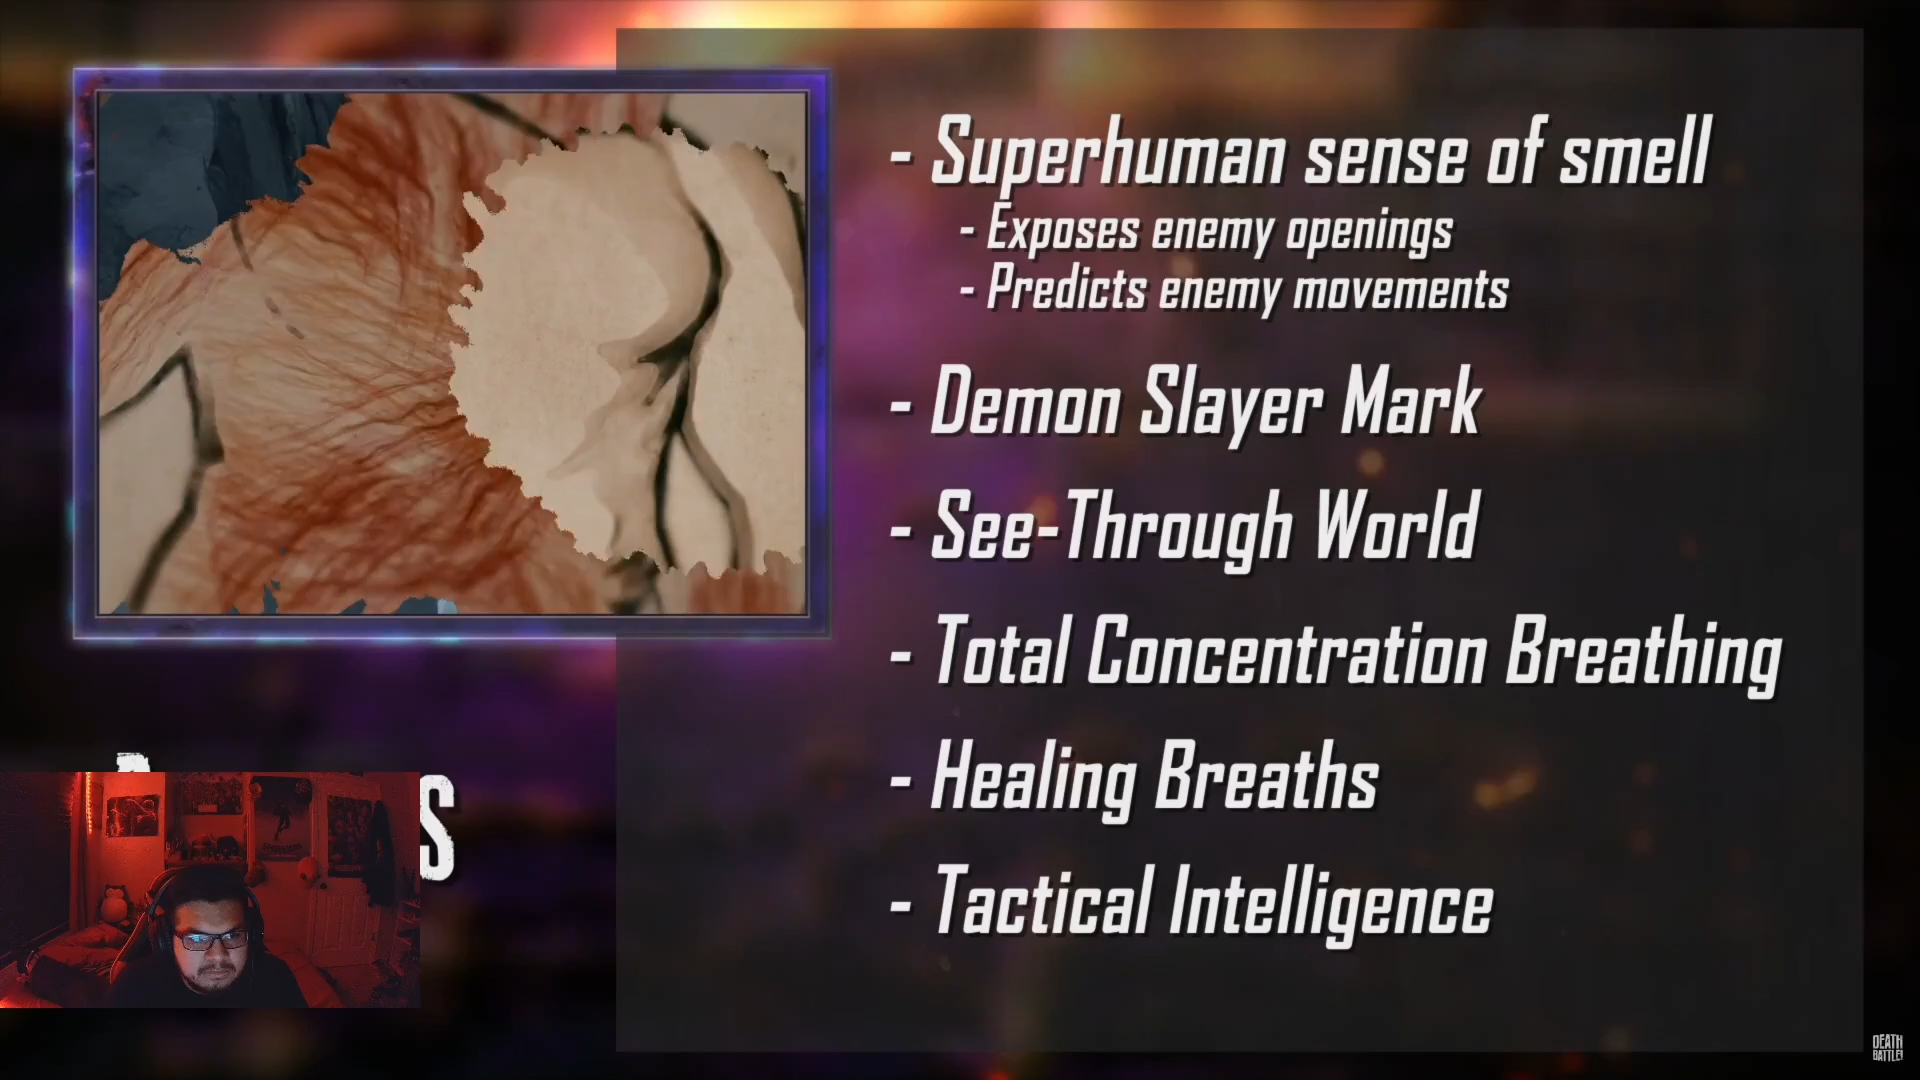 - Superhuman sense of smell
- Exposes enemy openings
- Predicts enemy movements
- Demon Slayer Mark
- See-Through World
- Total Concentration Breathing
- Healing Breaths
- Tactical Intelligence
DEATH
BATTLE!